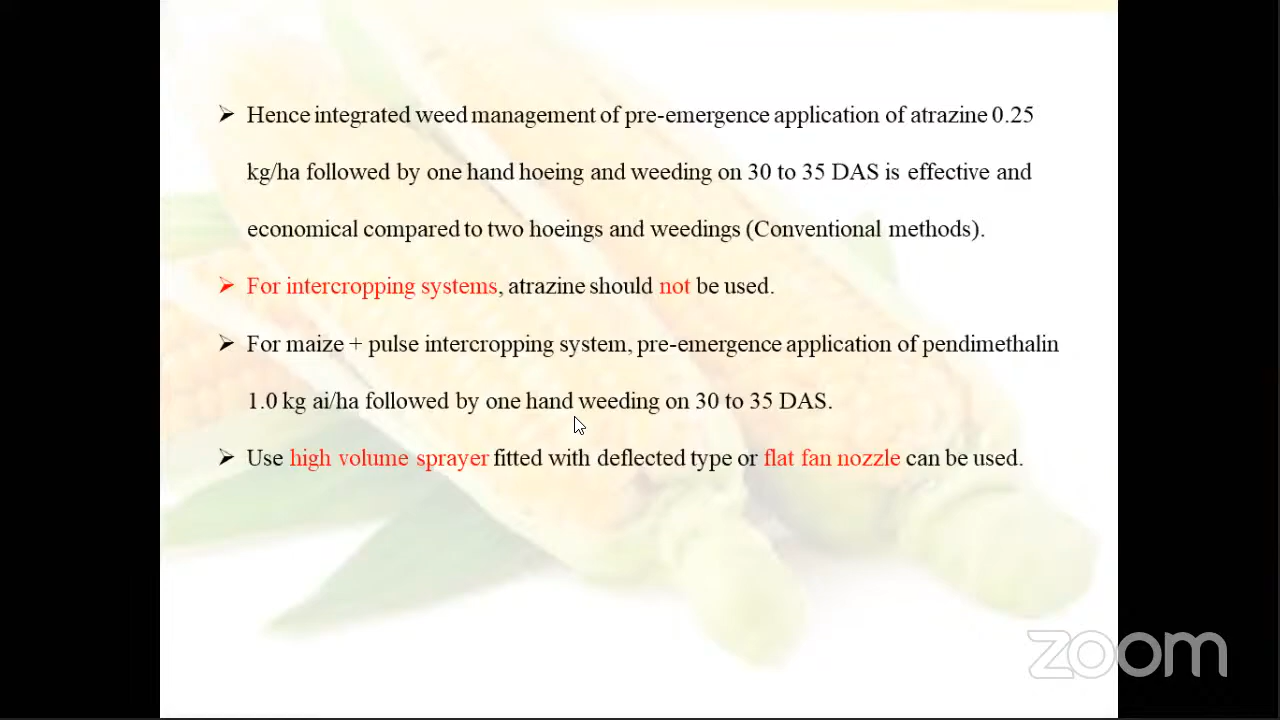 ➢ Hence integrated weed management of pre-emergence application of atrazine 0.25
kg/ha followed by one hand hoeing and weeding on 30 to 35 DAS is effective and
economical compared to two hoeings and weedings (Conventional methods).
➢ For intercropping systems, atrazine should not be used.
➢ For maize + pulse intercropping system, pre-emergence application of pendimethalin
1.0 kg ai/ha followed by one hand weeding on 30 to 35 DAS.
➢ Use high volume sprayer fitted with deflected type or flat fan nozzle can be used.
zoom